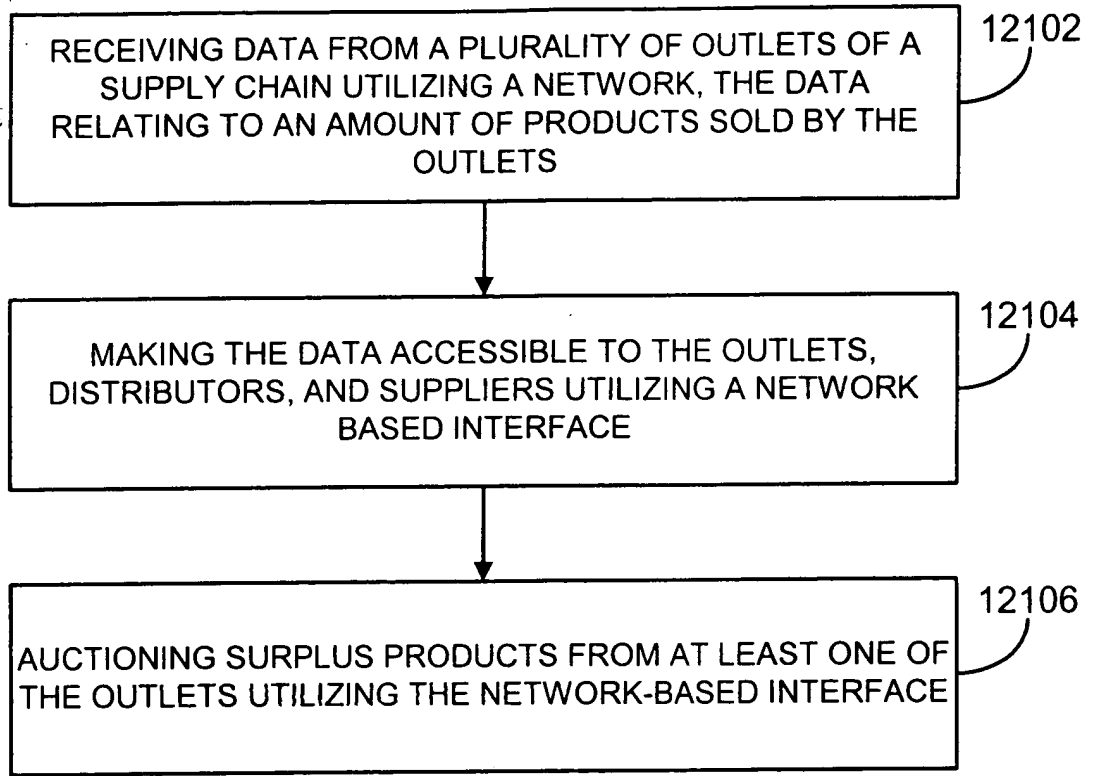 RECEIVING DATA FROM A PLURALITY OF OUTLETS OF A
SUPPLY CHAIN UTILIZING A NETWORK, THE DATA
RELATING TO AN AMOUNT OF PRODUCTS SOLD BY THE
OUTLETS
12102
MAKING THE DATA ACCESSIBLE TO THE OUTLETS,
DISTRIBUTORS, AND SUPPLIERS UTILIZING A NETWORK
BASED INTERFACE
12104
AUCTIONING SURPLUS PRODUCTS FROM AT LEAST ONE OF
THE OUTLETS UTILIZING THE NETWORK-BASED INTERFACE
12106